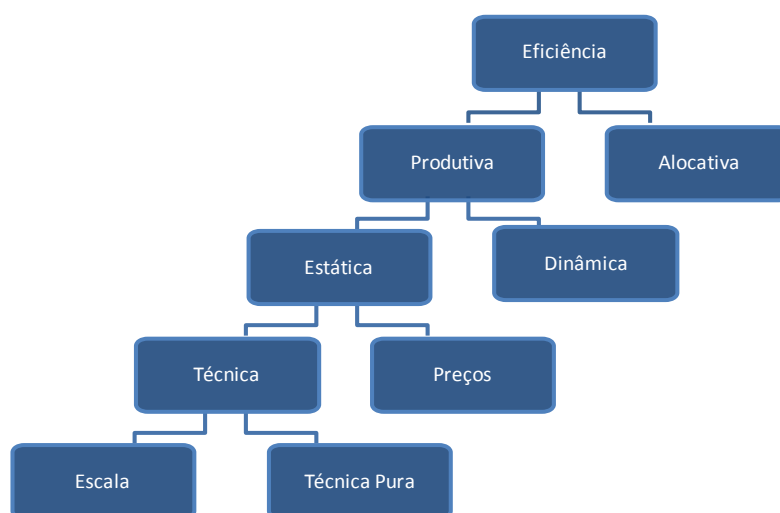 Eficiência
Produtiva
Alocativa
Estática
Dinâmica
Técnica
Preços
Escala
Técnica Pura